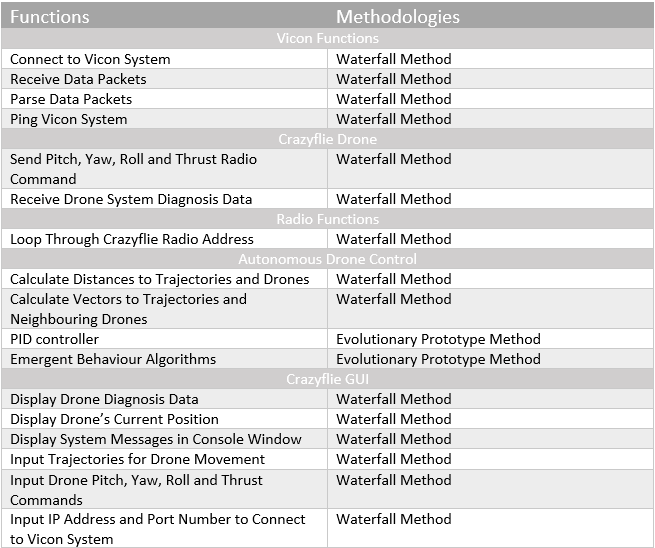 Functions Methodologies
Vicon Functions
Connect to Vicon System Waterfall Method
Receive Data Packets Waterfall Method
Parse Data Packets Waterfall Method
Ping Vicon System Waterfall Method
Crazyflie Drone
Send Pitch, Yaw, Roll and Thrust Radio Waterfall Method
Command
Receive Drone System Diagnosis Data Waterfall Method
Radio Functions
Loop Through Crazyflie Radio Address Waterfall Method
Autonomous Drone Control
Calculate Distances to Trajectories and Drones Waterfall Method
Calculate Vectors to Trajectories and Waterfall Method
Neighbouring Drones
PID controller Evolutionary Prototype Method
Emergent Behaviour Algorithms Evolutionary Prototype Method
Crazyflie GUI
Display Drone Diagnosis Data Waterfall Method
Display Drone’s Current Position Waterfall Method
Display System Messages in Console Window Waterfall Method
Input Trajectories for Drone Movement Waterfall Method
Input Drone Pitch, Yaw, Roll and Thrust Waterfall Method
Commands
Input IP Address and Port Number to Connect Waterfall Method
to Vicon System